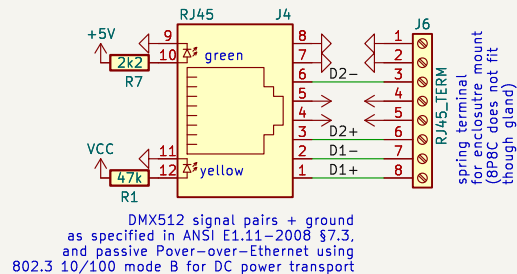 RJ45 J4
+5V
9
10
green
2k2
R7
8
7
6
5
4
3
2
1
D2-
D2+
D1-
D1+
J6
1
2
3
4
5
6
7
8
RJ45_TERM
spring terminal
for enclosutre mount
(8P8C does not fit
though gland)
VCC
11
12
yellow
47k
R1
DMX512 signal pairs + ground
as specified in ANSI E1.11-2008 §7.3,
and passive Pover-over-Ethernet using
802.3 10/100 mode B for DC power transport